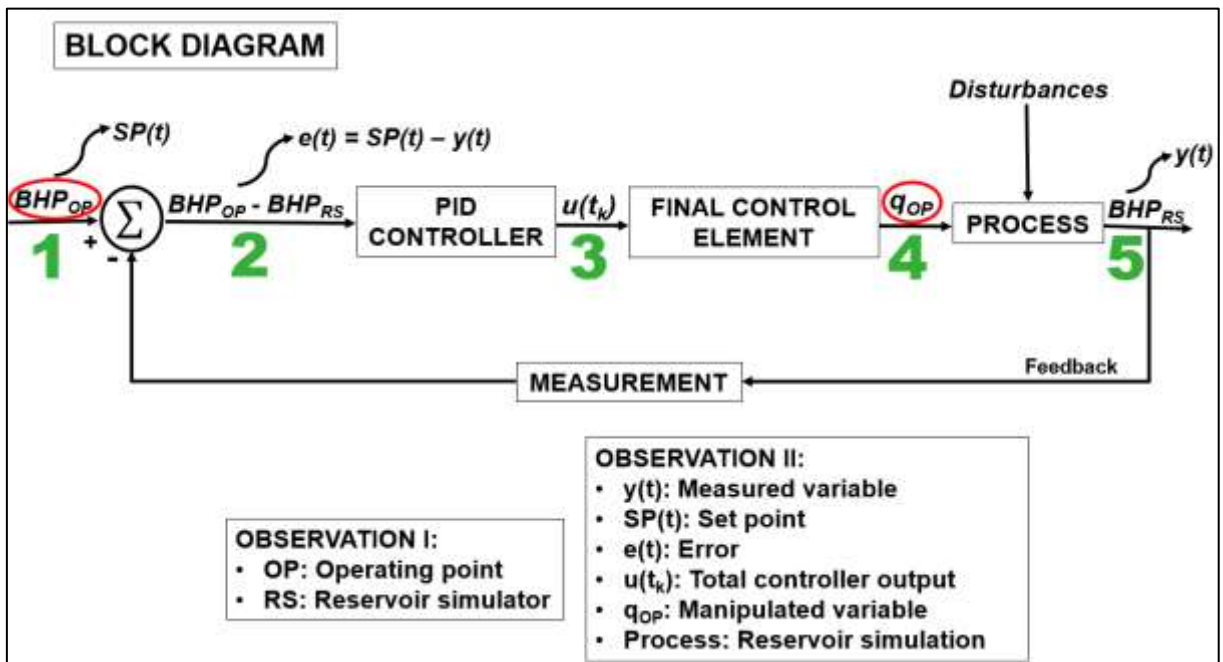 BLOCK DIAGRAM
Disturbances
SP(t)
e(t) = SP(t) – y(t)
y(t)
BHP_OP
Σ
+
-
BHP_OP - BHP_RS
PID
CONTROLLER
u(t_k)
FINAL CONTROL
ELEMENT
q_OP
PROCESS
BHP_RS
1
2
3
4
5
Feedback
MEASUREMENT
OBSERVATION I:
• OP: Operating point
• RS: Reservoir simulator
OBSERVATION II:
• y(t): Measured variable
• SP(t): Set point
• e(t): Error
• u(t_k): Total controller output
• q_OP: Manipulated variable
• Process: Reservoir simulation